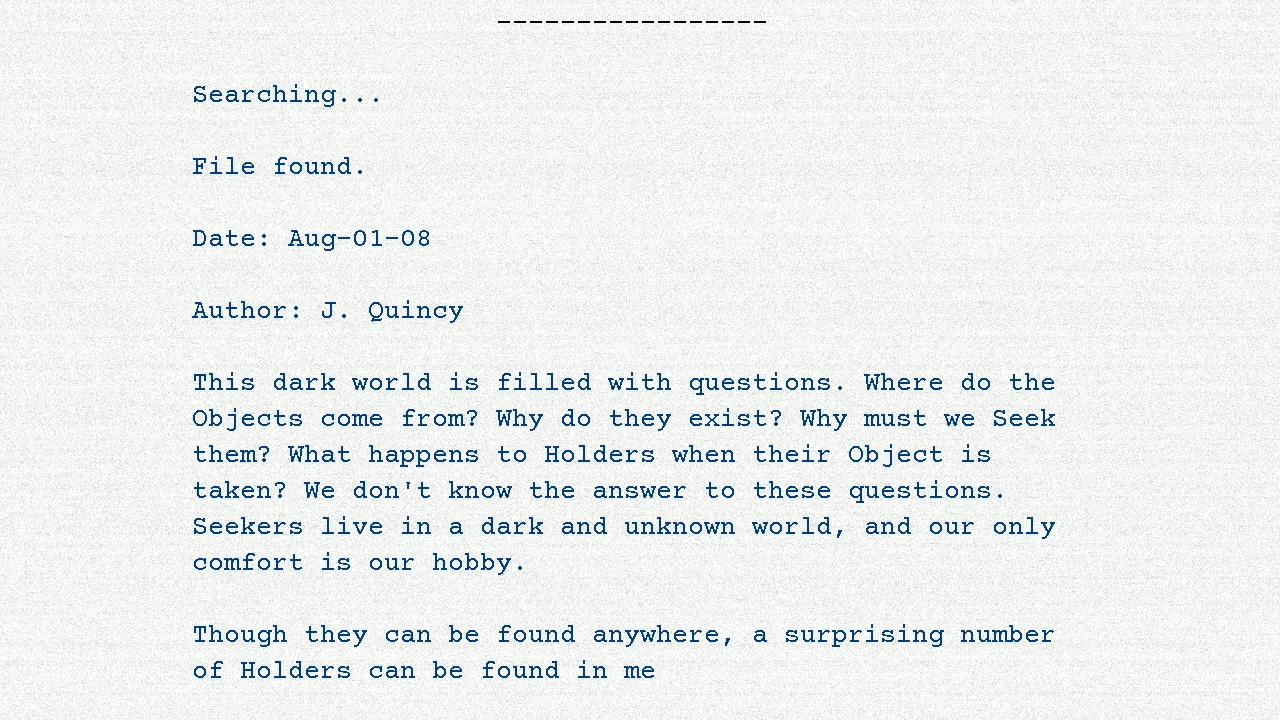 -----------------
Searching...
File found.
Date: Aug-01-08
Author: J. Quincy
This dark world is filled with questions. Where do the
Objects come from? Why do they exist? Why must we Seek
them? What happens to Holders when their Object is
taken? We don't know the answer to these questions.
Seekers live in a dark and unknown world, and our only
comfort is our hobby.
Though they can be found anywhere, a surprising number
of Holders can be found in me